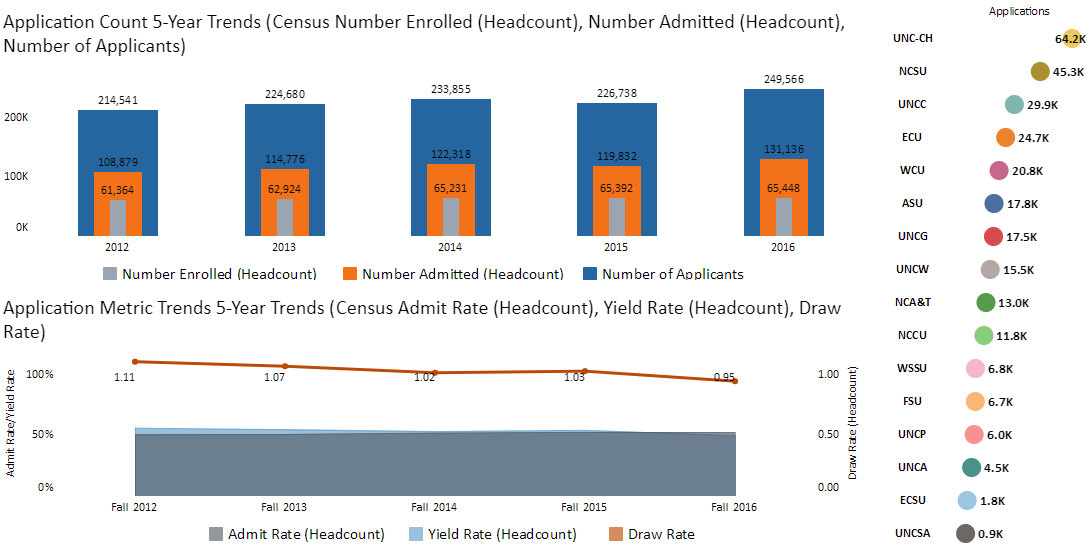 Application Count 5-Year Trends (Census Number Enrolled (Headcount), Number Admitted (Headcount),
Number of Applicants)
214,541
224,680
233,855
226,738
249,566
200K
108,879
114,776
122,318
119,832
131,136
100K
61,364
62,924
65,231
65,392
65,448
0K
2012
2013
2014
2015
2016
Number Enrolled (Headcount)
Number Admitted (Headcount)
Number of Applicants
Application Metric Trends 5-Year Trends (Census Admit Rate (Headcount), Yield Rate (Headcount), Draw
Rate)
Admit Rate/Yield Rate
100%
50%
0%
1.11
1.07
1.02
1.03
0.95
1.00
0.50
0.00
Draw Rate (Headcount)
Fall 2012
Fall 2013
Fall 2014
Fall 2015
Fall 2016
Admit Rate (Headcount)
Yield Rate (Headcount)
Draw Rate
Applications
UNC-CH 64.2K
NCSU 45.3K
UNCC 29.9K
ECU 24.7K
WCU 20.8K
ASU 17.8K
UNCG 17.5K
UNCW 15.5K
NCA&T 13.0K
NCCU 11.8K
WSSU 6.8K
FSU 6.7K
UNCP 6.0K
UNCA 4.5K
ECSU 1.8K
UNCSA 0.9K